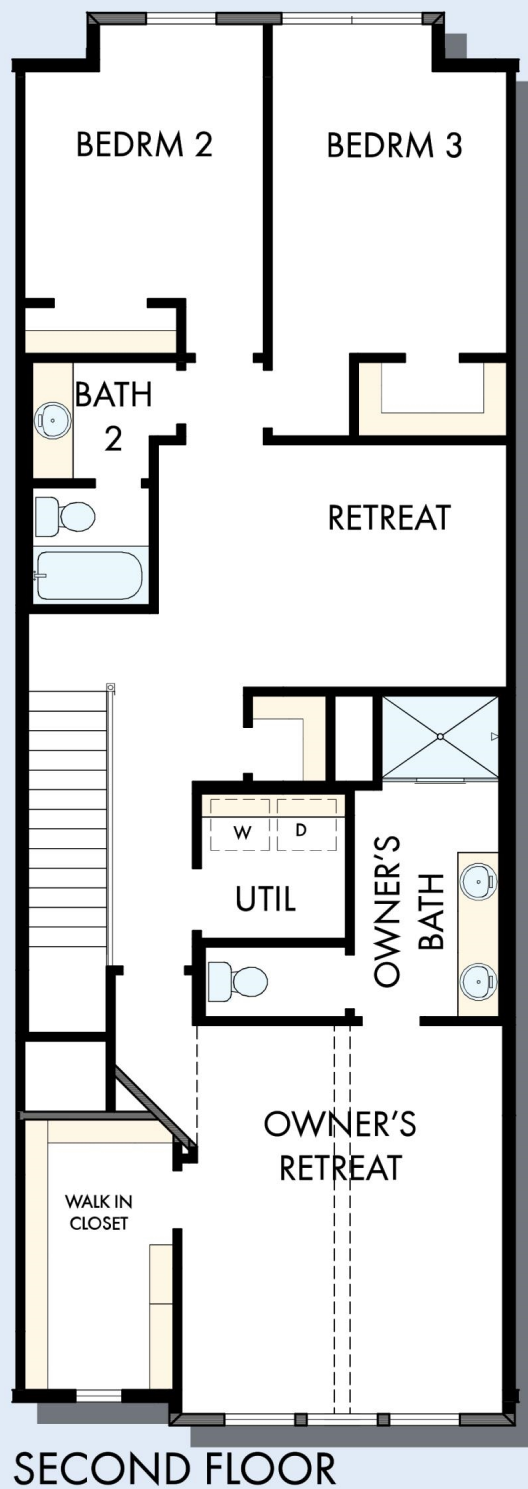 BEDRM 2
BEDRM 3
BATH
2
RETREAT
W
D
UTIL
OWNER'S
BATH
OWNER'S
RETREAT
WALK IN
CLOSET
SECOND FLOOR